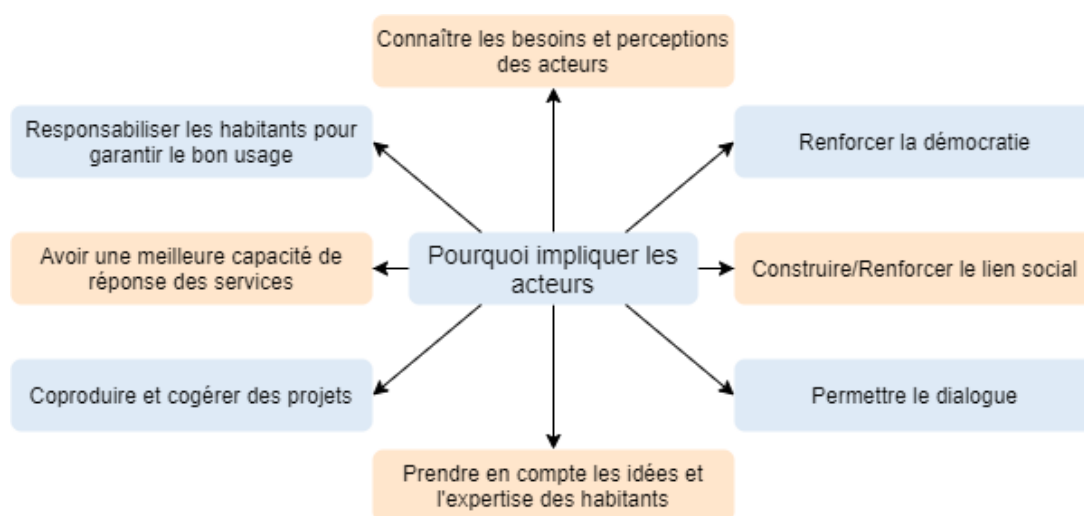 Connaître les besoins et perceptions
des acteurs
Responsabiliser les habitants pour
garantir le bon usage
Renforcer la démocratie
Avoir une meilleure capacité de
réponse des services
Pourquoi impliquer les
acteurs
Construire/Renforcer le lien social
Coproduire et cogérer des projets
Permettre le dialogue
Prendre en compte les idées et
l'expertise des habitants